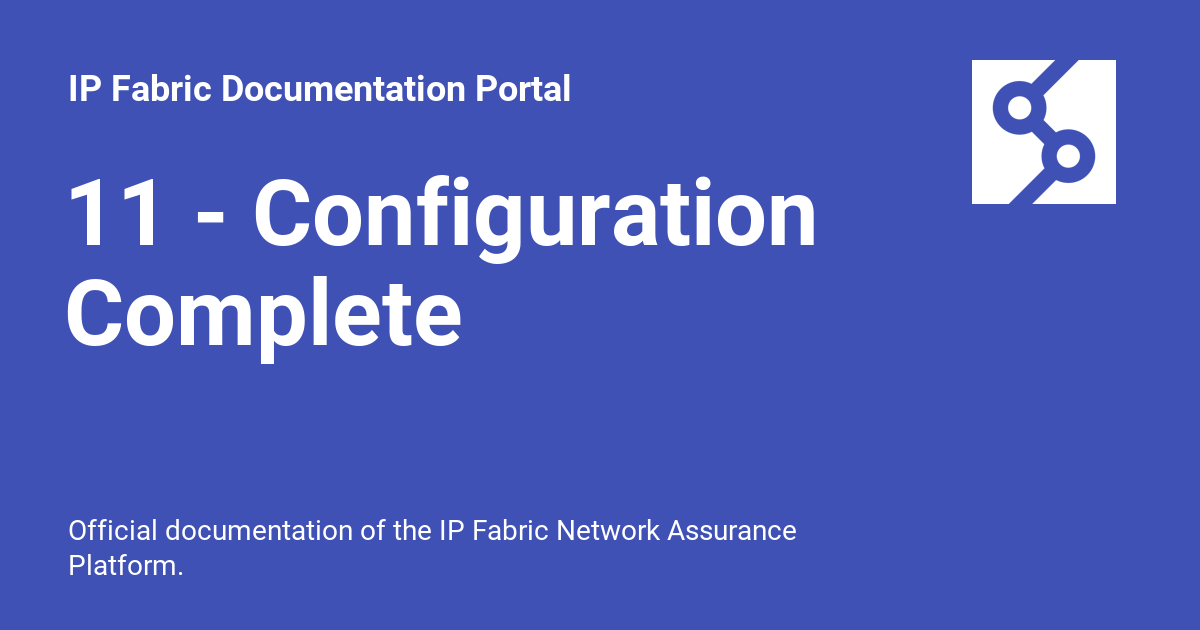 IP Fabric Documentation Portal
11 - Configuration
Complete
Official documentation of the IP Fabric Network Assurance
Platform.